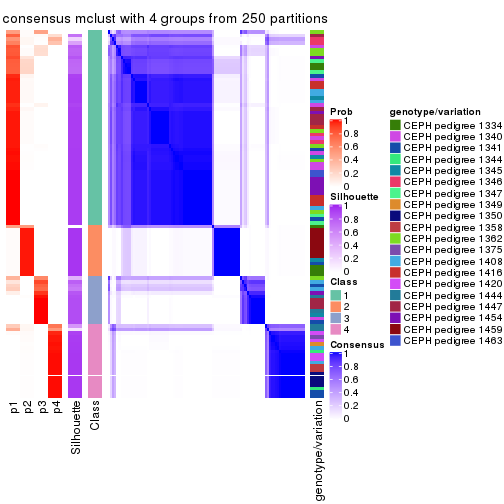 consensus mclust with 4 groups from 250 partitions
p1
p2
p3
p4
Silhouette
Class
genotype/variation
Prob
1
0.8
0.6
0.4
0.2
0
Silhouette
1
0.8
0.6
0.4
0.2
0
Class
1
2
3
4
Consensus
1
0.8
0.6
0.4
0.2
0
genotype/variation
CEPH pedigree 1334
CEPH pedigree 1340
CEPH pedigree 1341
CEPH pedigree 1344
CEPH pedigree 1345
CEPH pedigree 1346
CEPH pedigree 1347
CEPH pedigree 1349
CEPH pedigree 1350
CEPH pedigree 1358
CEPH pedigree 1362
CEPH pedigree 1375
CEPH pedigree 1408
CEPH pedigree 1416
CEPH pedigree 1420
CEPH pedigree 1444
CEPH pedigree 1447
CEPH pedigree 1454
CEPH pedigree 1459
CEPH pedigree 1463